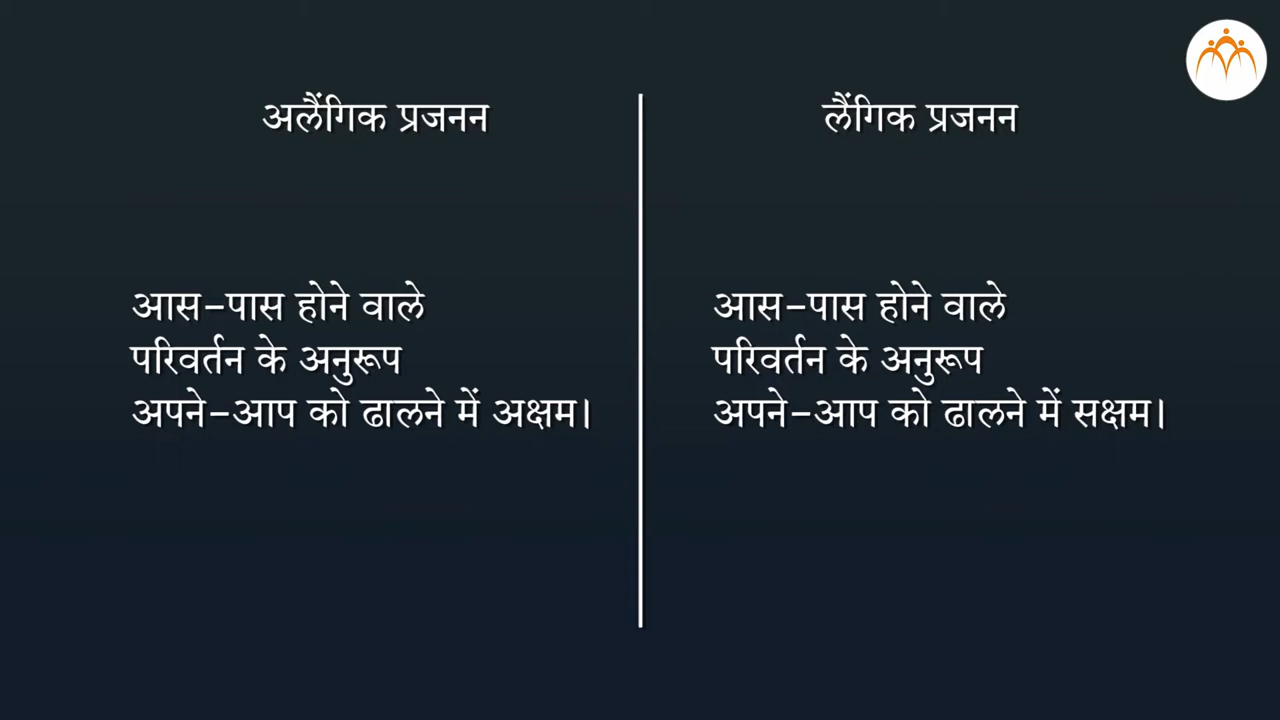 अलैंगिक प्रजनन
आस-पास होने वाले
परिवर्तन के अनुरूप
अपने-आप को ढालने में अक्षम।
लैंगिक प्रजनन
आस-पास होने वाले
परिवर्तन के अनुरूप
अपने-आप को ढालने में सक्षम।